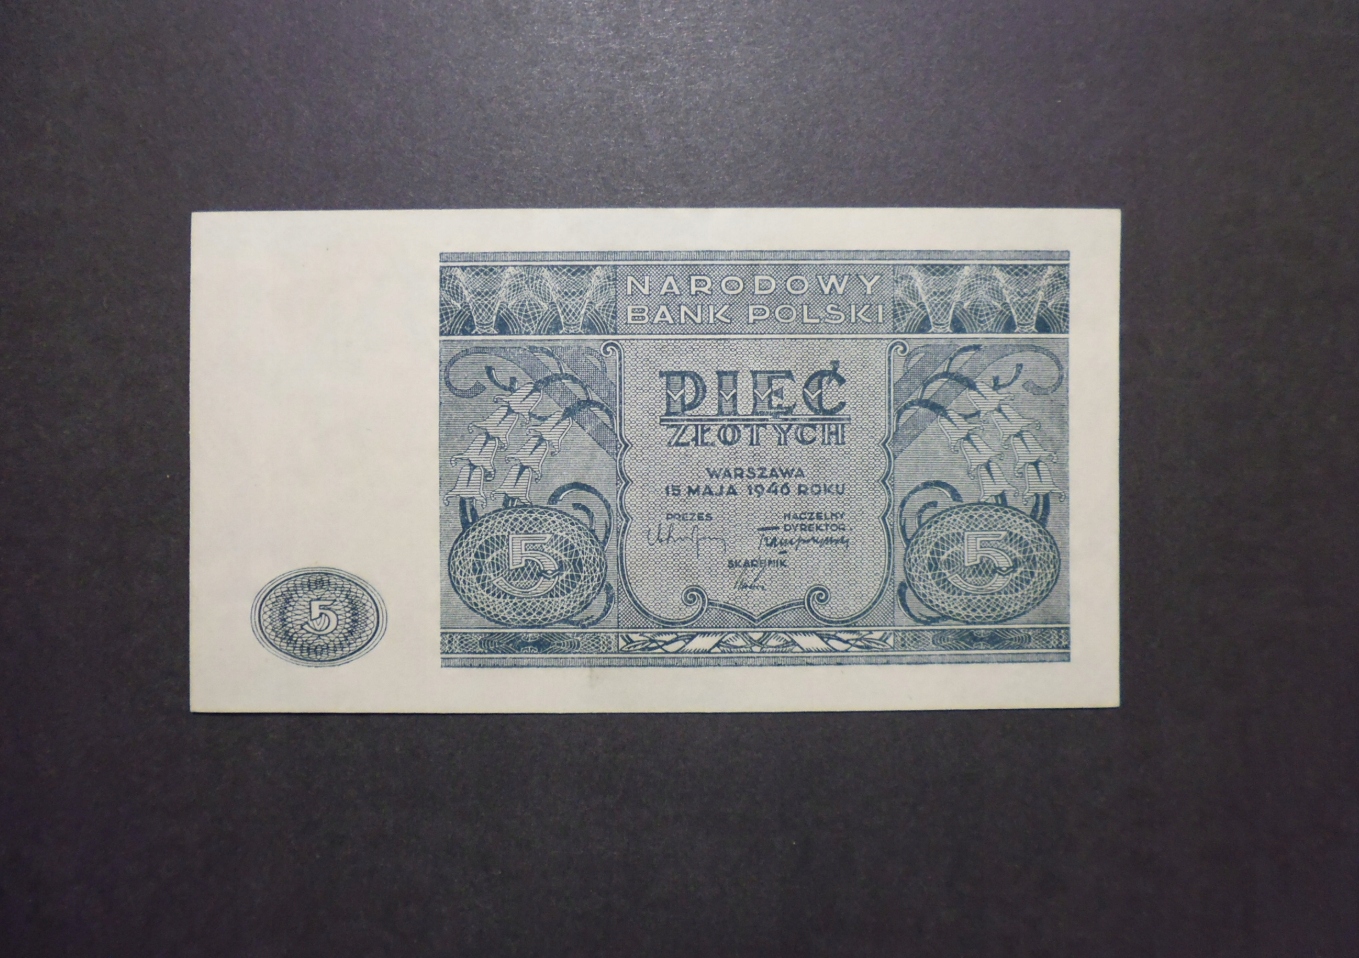 NARODOWY
BANK POLSKI
PIĘĆ
ZŁOTYCH
WARSZAWA
15 MAJA 1946 ROKU
PREZES
NACZELNY
DYREKTOR
SKARBNIK
5
5
5